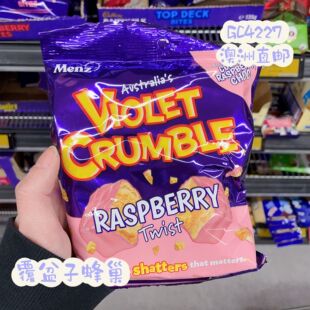 TOP DECK
GC4227
澳洲直邮
Menz
Australia's
VIOLET
CRUMBLE
RASPBERRY
Twist
shatters that matters.
覆盆子蜂巢